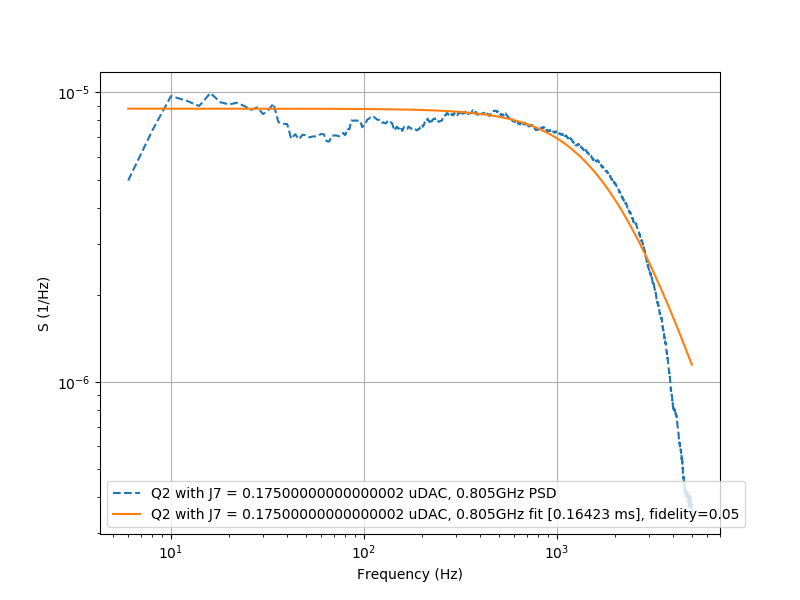 10⁻⁵
10⁻⁶
S (1/Hz)
Q2 with J7 = 0.17500000000000002 uDAC, 0.805GHz PSD
Q2 with J7 = 0.17500000000000002 uDAC, 0.805GHz fit [0.16423 ms], fidelity=0.05
10¹ 10² 10³
Frequency (Hz)